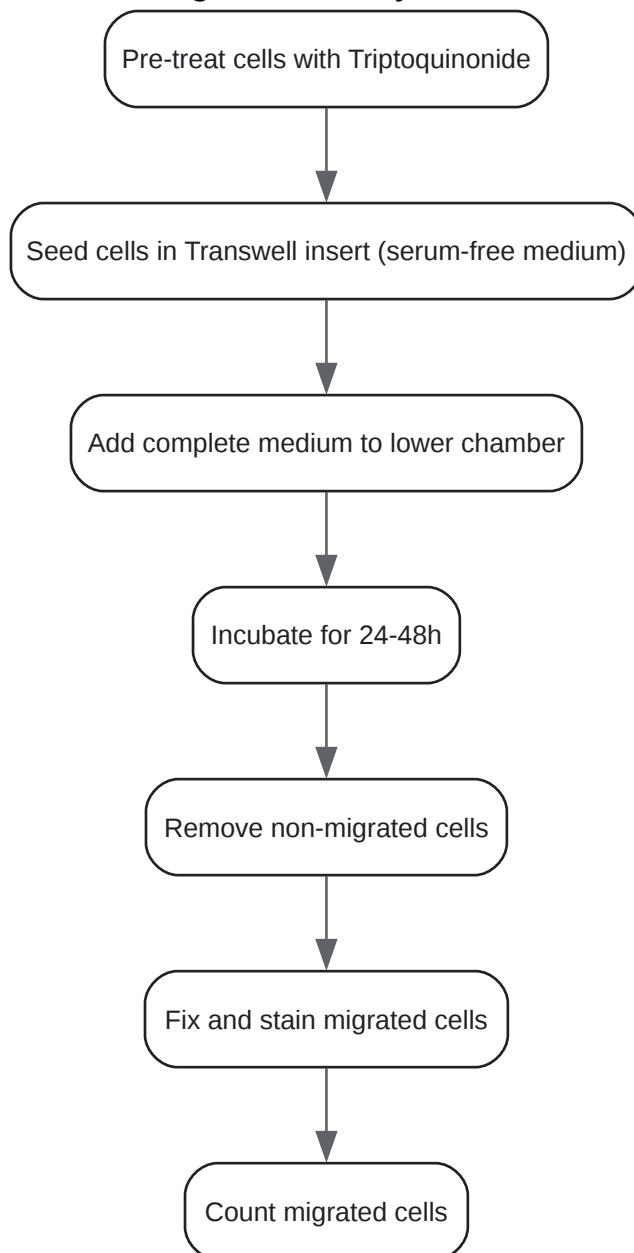 Pre-treat cells with Triptoquinonide
Seed cells in Transwell insert (serum-free medium)
Add complete medium to lower chamber
Incubate for 24-48h
Remove non-migrated cells
Fix and stain migrated cells
Count migrated cells